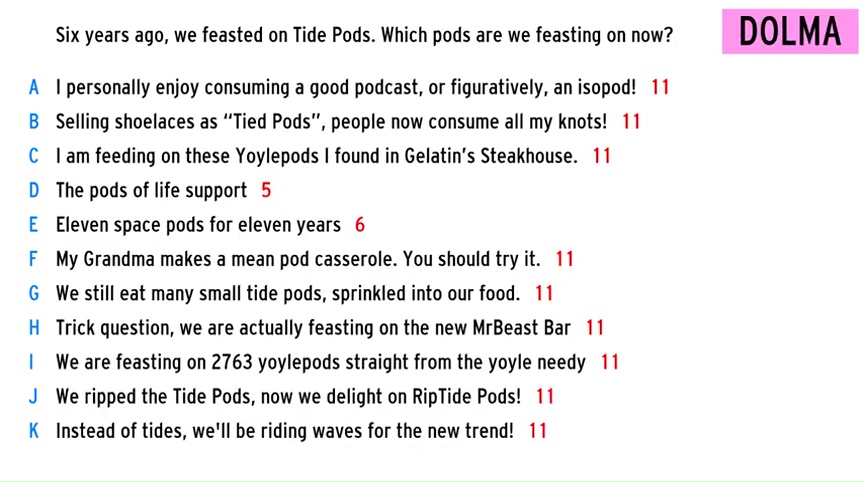 Six years ago, we feasted on Tide Pods. Which pods are we feasting on now?
DOLMA
A I personally enjoy consuming a good podcast, or figuratively, an isopod! 11
B Selling shoelaces as “Tied Pods”, people now consume all my knots! 11
C I am feeding on these Yoylepods I found in Gelatin’s Steakhouse. 11
D The pods of life support 5
E Eleven space pods for eleven years 6
F My Grandma makes a mean pod casserole. You should try it. 11
G We still eat many small tide pods, sprinkled into our food. 11
H Trick question, we are actually feasting on the new MrBeast Bar 11
I We are feasting on 2763 yoylepods straight from the yoyle needy 11
J We ripped the Tide Pods, now we delight on RipTide Pods! 11
K Instead of tides, we'll be riding waves for the new trend! 11